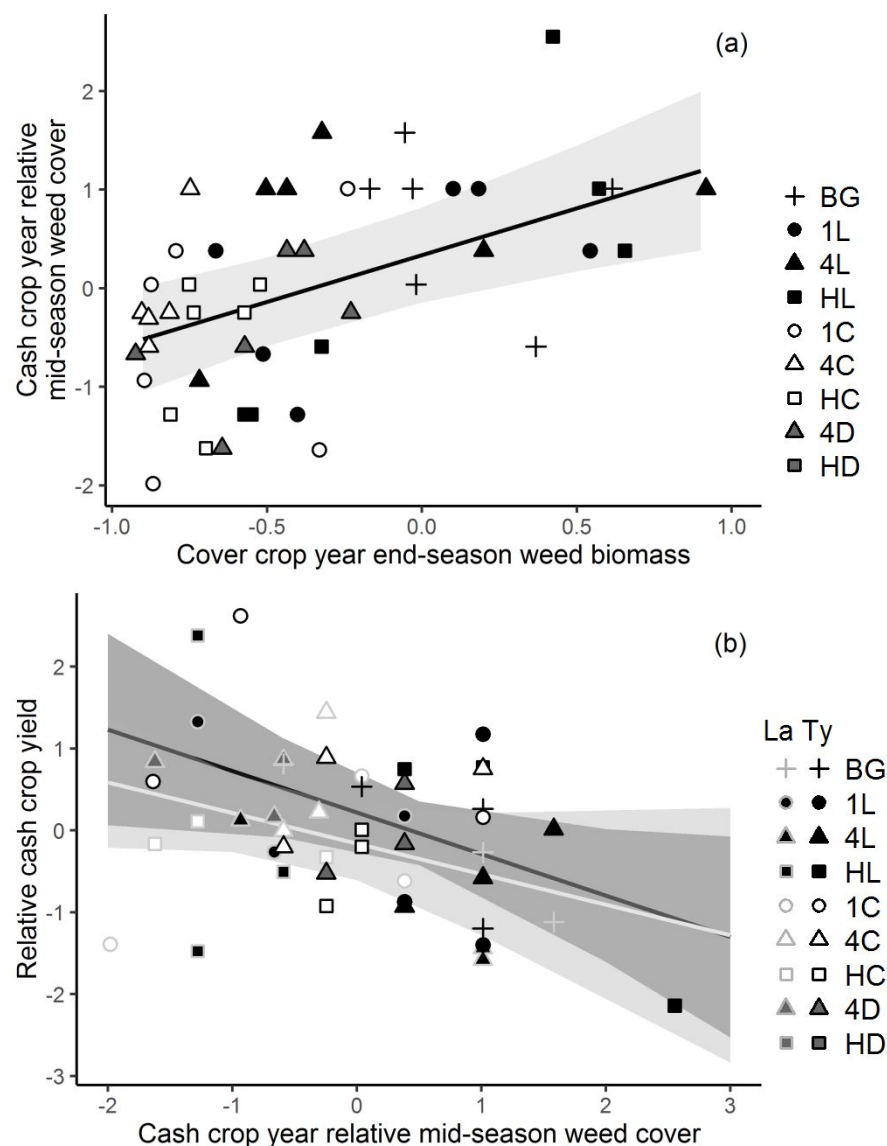 (a)
Cash crop year relative
mid-season weed cover
2
1
0
-1
-2
-1.0 -0.5 0.0 0.5 1.0
Cover crop year end-season weed biomass
BG
1L
4L
HL
1C
4C
HC
4D
HD
(b)
Relative cash crop yield
2
1
0
-1
-2
-3
-2 -1 0 1 2 3
Cash crop year relative mid-season weed cover
La Ty
BG
1L
4L
HL
1C
4C
HC
4D
HD